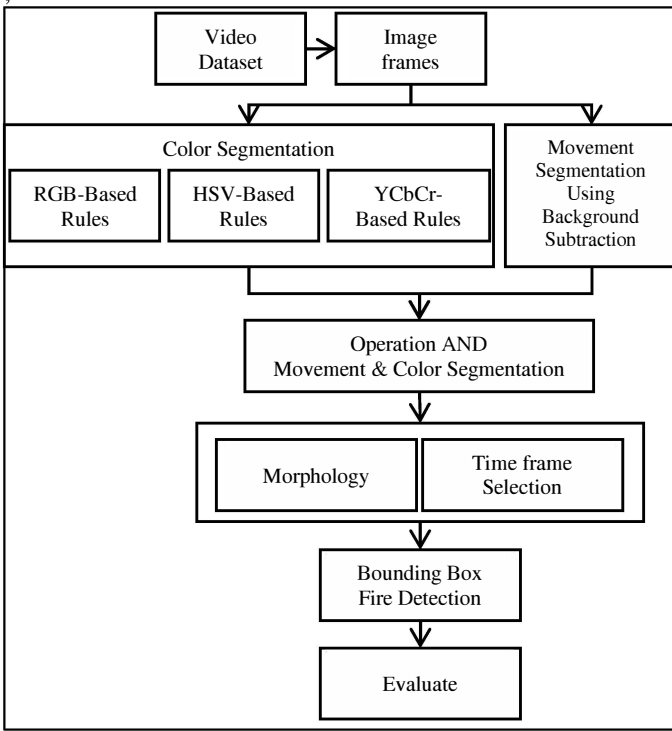 Video
Dataset
Image
frames
Color Segmentation
RGB-Based
Rules
HSV-Based
Rules
YCbCr-
Based Rules
Movement
Segmentation
Using
Background
Subtraction
Operation AND
Movement & Color Segmentation
Morphology
Time frame
Selection
Bounding Box
Fire Detection
Evaluate